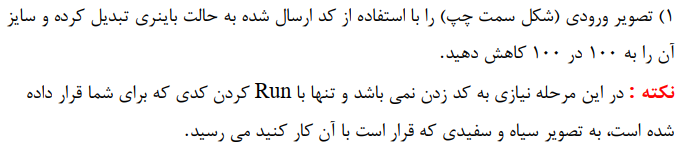 ۱) تصویر ورودی (شکل سمت چپ) را با استفاده از کد ارسال شده به حالت باینری تبدیل کرده و سایز
آن را به ۱۰۰ در ۱۰۰ کاهش دهید.
نکته : در این مرحله نیازی به کد زدن نمی باشد و تنها با Run کردن کدی که برای شما قرار داده
شده است، به تصویر سیاه و سفیدی که قرار است با آن کار کنید می رسید.